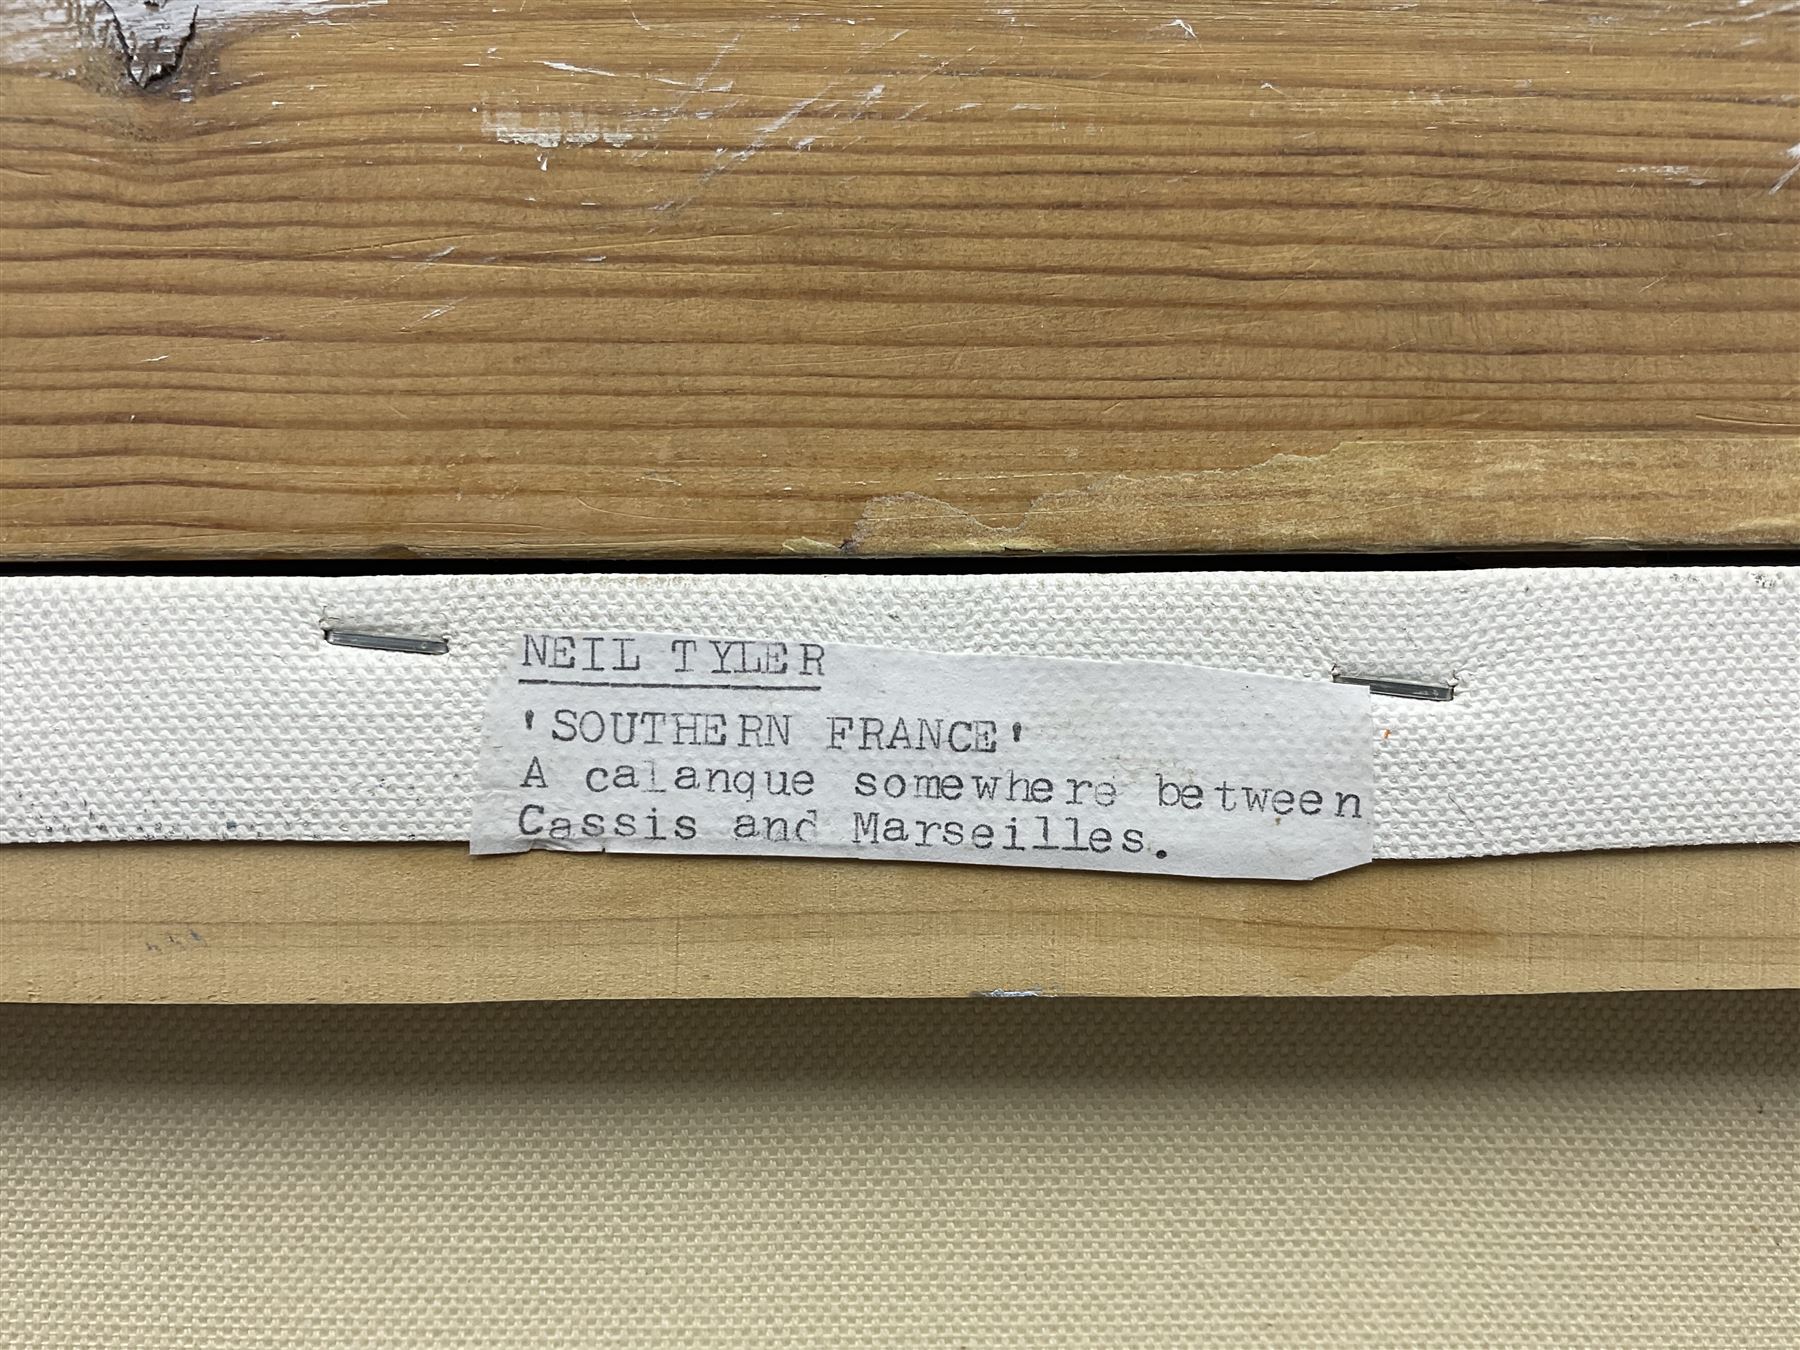 NEIL TYLER
'SOUTHERN FRANCE'
A calanque somewhere between
Cassis and Marseilles.